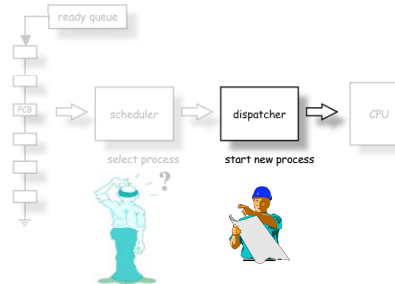 ready queue
PCB
scheduler
dispatcher
CPU
select process
start new process
?